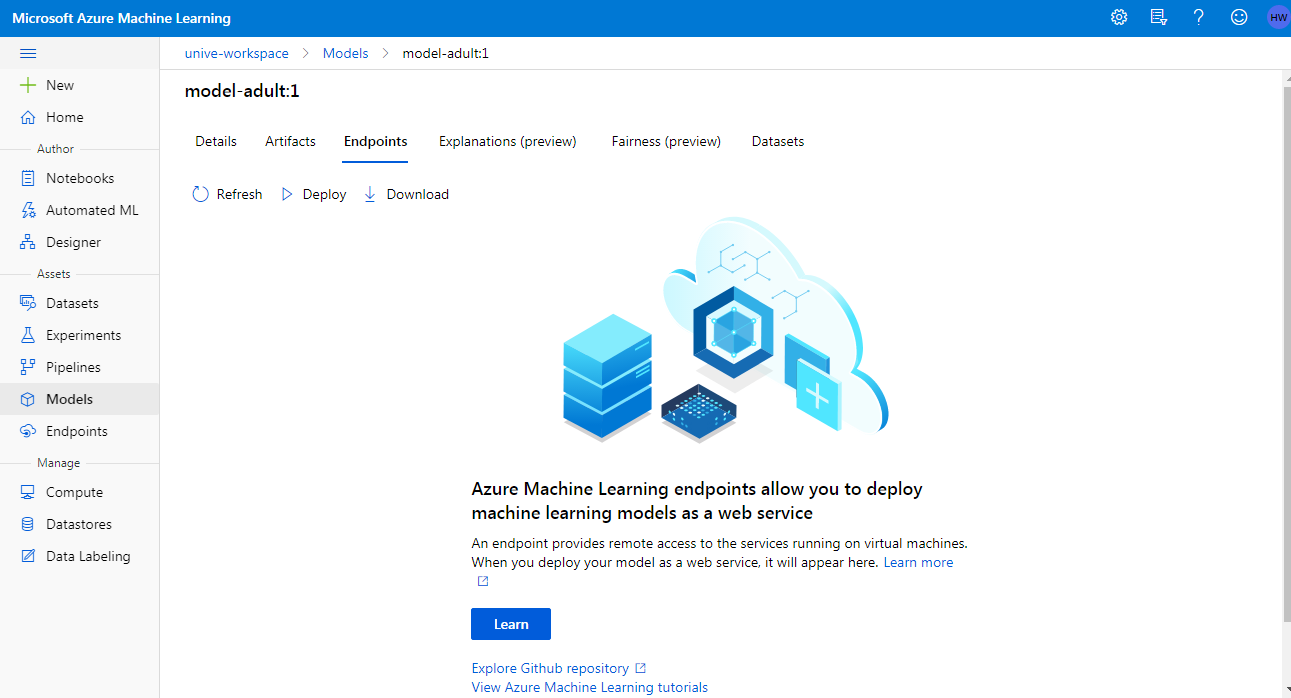 Microsoft Azure Machine Learning
HW
unive-workspace > Models > model-adult:1
New
Home
Author
Notebooks
Automated ML
Designer
Assets
Datasets
Experiments
Pipelines
Models
Endpoints
Manage
Compute
Datastores
Data Labeling
model-adult:1
Details Artifacts Endpoints Explanations (preview) Fairness (preview) Datasets
Refresh Deploy Download
Azure Machine Learning endpoints allow you to deploy
machine learning models as a web service
An endpoint provides remote access to the services running on virtual machines.
When you deploy your model as a web service, it will appear here. Learn more
Learn
Explore Github repository
View Azure Machine Learning tutorials